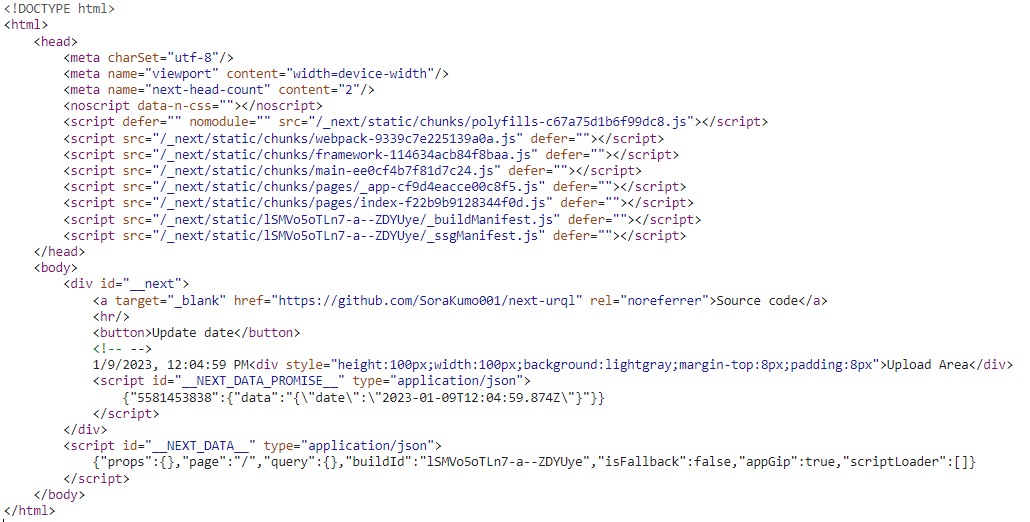 <!DOCTYPE html>
<html>
    <head>
        <meta charSet="utf-8"/>
        <meta name="viewport" content="width=device-width"/>
        <meta name="next-head-count" content="2"/>
        <noscript data-n-css=""></noscript>
        <script defer="" nomodule="" src="/_next/static/chunks/polyfills-c67a75d1b6f99dc8.js"></script>
        <script src="/_next/static/chunks/webpack-9339c7e225139a0a.js" defer=""></script>
        <script src="/_next/static/chunks/framework-114634acb84f8baa.js" defer=""></script>
        <script src="/_next/static/chunks/main-ee0cf4b7f81d7c24.js" defer=""></script>
        <script src="/_next/static/chunks/pages/_app-cf9d4eacce00c8f5.js" defer=""></script>
        <script src="/_next/static/chunks/pages/index-f22b9b9128344f0d.js" defer=""></script>
        <script src="/_next/static/lSMVo5oTLn7-a--ZDYUye/_buildManifest.js" defer=""></script>
        <script src="/_next/static/lSMVo5oTLn7-a--ZDYUye/_ssgManifest.js" defer=""></script>
    </head>
    <body>
        <div id="__next">
            <a target="_blank" href="https://github.com/SoraKumo001/next-urql" rel="noreferrer">Source code</a>
            <hr/>
            <button>Update date</button>
            <!-- -->
            1/9/2023, 12:04:59 PM<div style="height:100px;width:100px;background:lightgray;margin-top:8px;padding:8px">Upload Area</div>
            <script id="__NEXT_DATA_PROMISE__" type="application/json">
                {"5581453838":{"data":"{\"date\":\"2023-01-09T12:04:59.874Z\"}"}}
            </script>
        </div>
        <script id="__NEXT_DATA__" type="application/json">
            {"props":{},"page":"/","query":{},"buildId":"lSMVo5oTLn7-a--ZDYUye","isFallback":false,"appGip":true,"scriptLoader":[]}
        </script>
    </body>
</html>